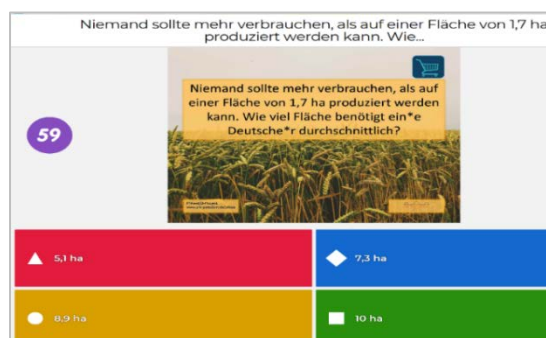 Niemand sollte mehr verbrauchen, als auf einer Fläche von 1,7 ha
produziert werden kann. Wie...
Niemand sollte mehr verbrauchen, als auf
einer Fläche von 1,7 ha produziert werden
kann. Wie viel Fläche benötigt ein*e
Deutsche*r durchschnittlich?
59
5,1 ha
7,3 ha
8,9 ha
10 ha